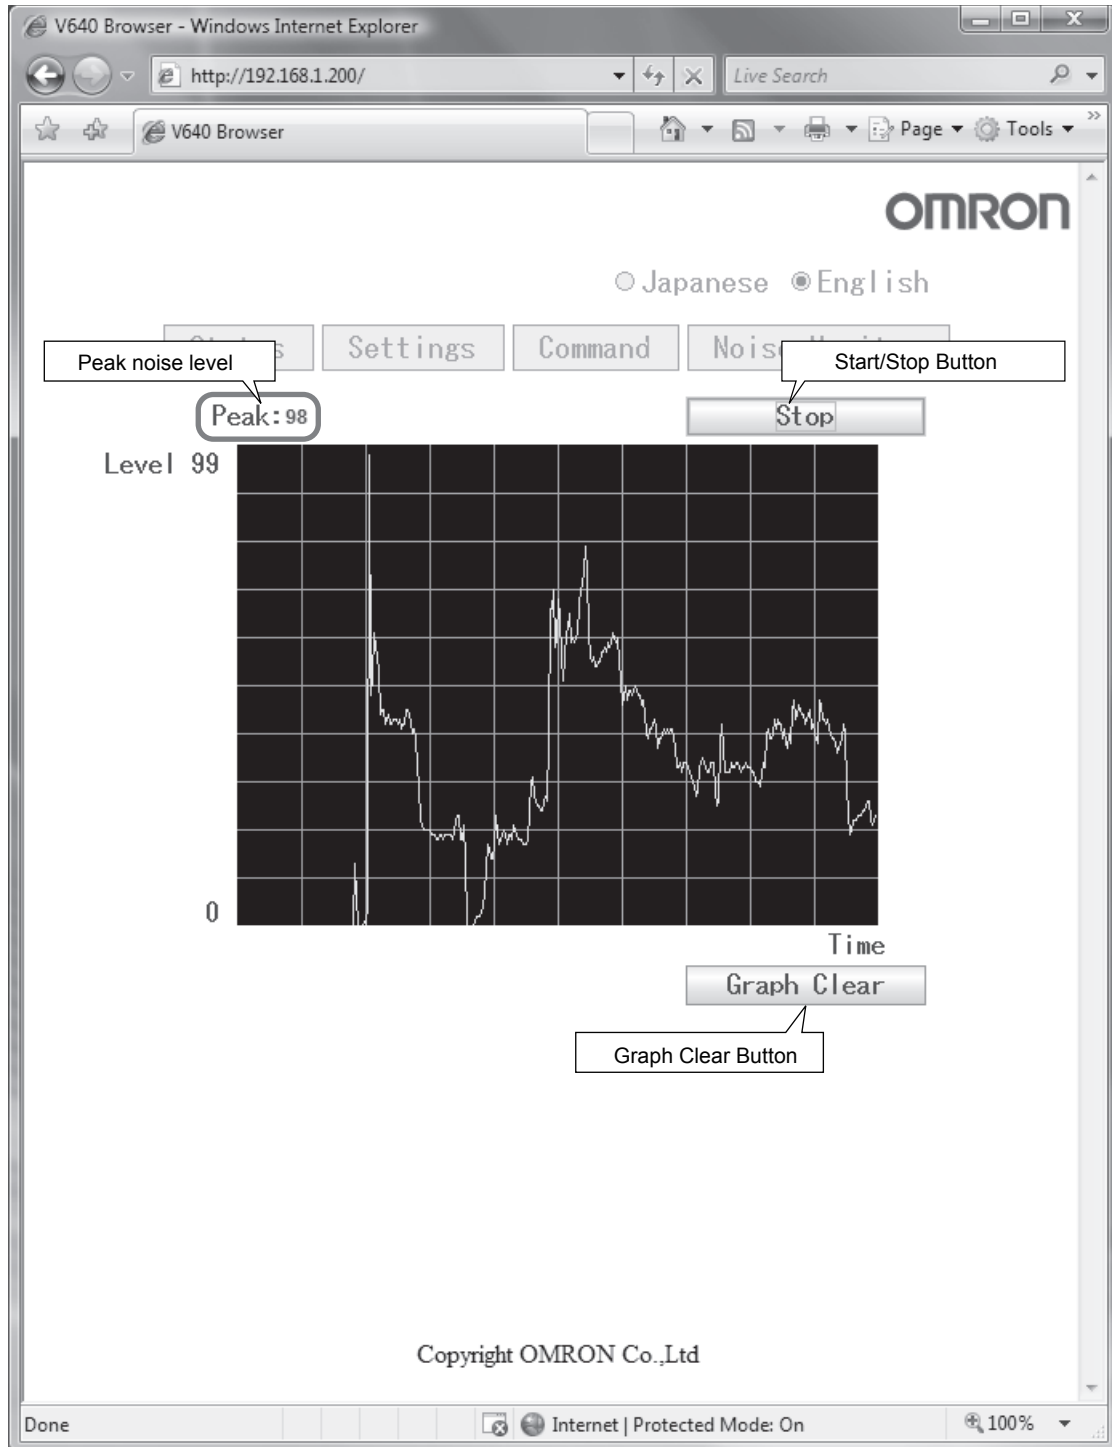 V640 Browser - Windows Internet Explorer
http://192.168.1.200/
Live Search
V640 Browser
Page
Tools
OMRON
Japanese English
Settings Command
Peak noise level
Start/Stop Button
Peak: 98
Stop
Level 99
0
Time
Graph Clear
Graph Clear Button
Copyright OMRON Co.,Ltd
Done
Internet | Protected Mode: On
100%